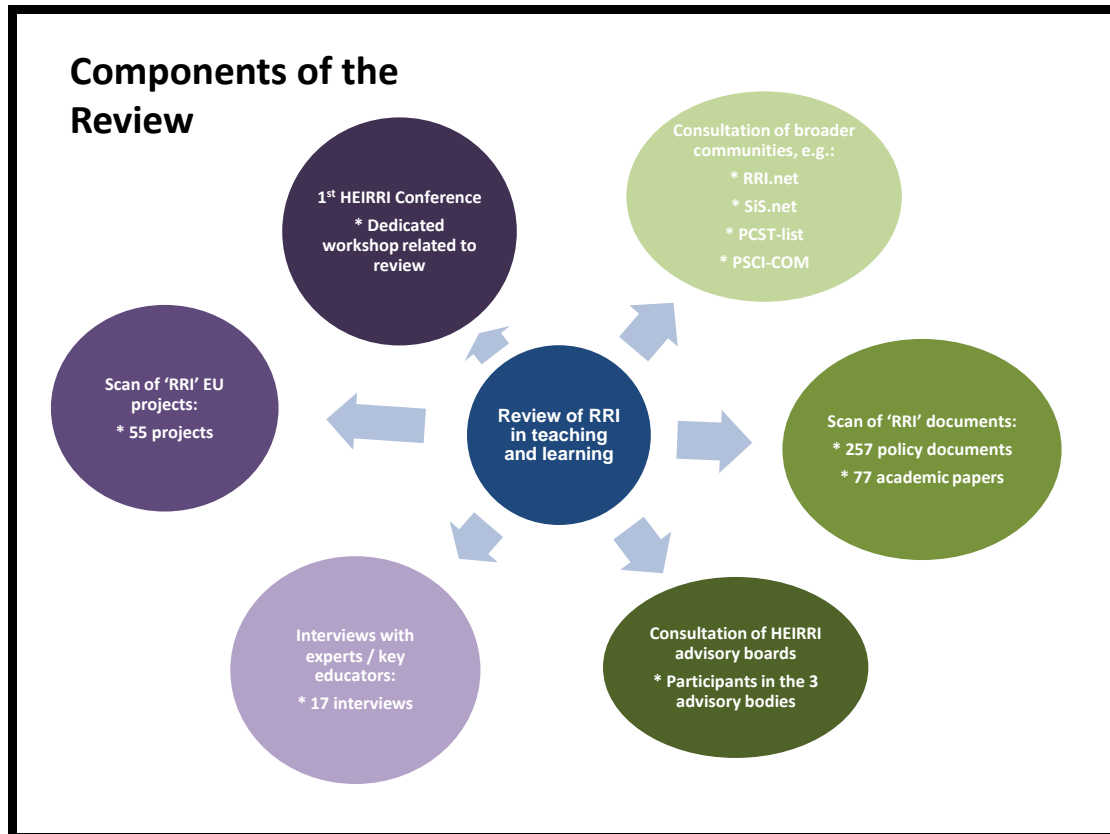 Components of the
Review
1st HEIRRI Conference
* Dedicated
workshop related to
review
Consultation of broader
communities, e.g.:
* RRI.net
* SiS.net
* PCST-list
* PSCI-COM
Scan of ‘RRI’ EU
projects:
* 55 projects
Review of RRI
in teaching
and learning
Scan of ‘RRI’ documents:
* 257 policy documents
* 77 academic papers
Interviews with
experts / key
educators:
* 17 interviews
Consultation of HEIRRI
advisory boards
* Participants in the 3
advisory bodies